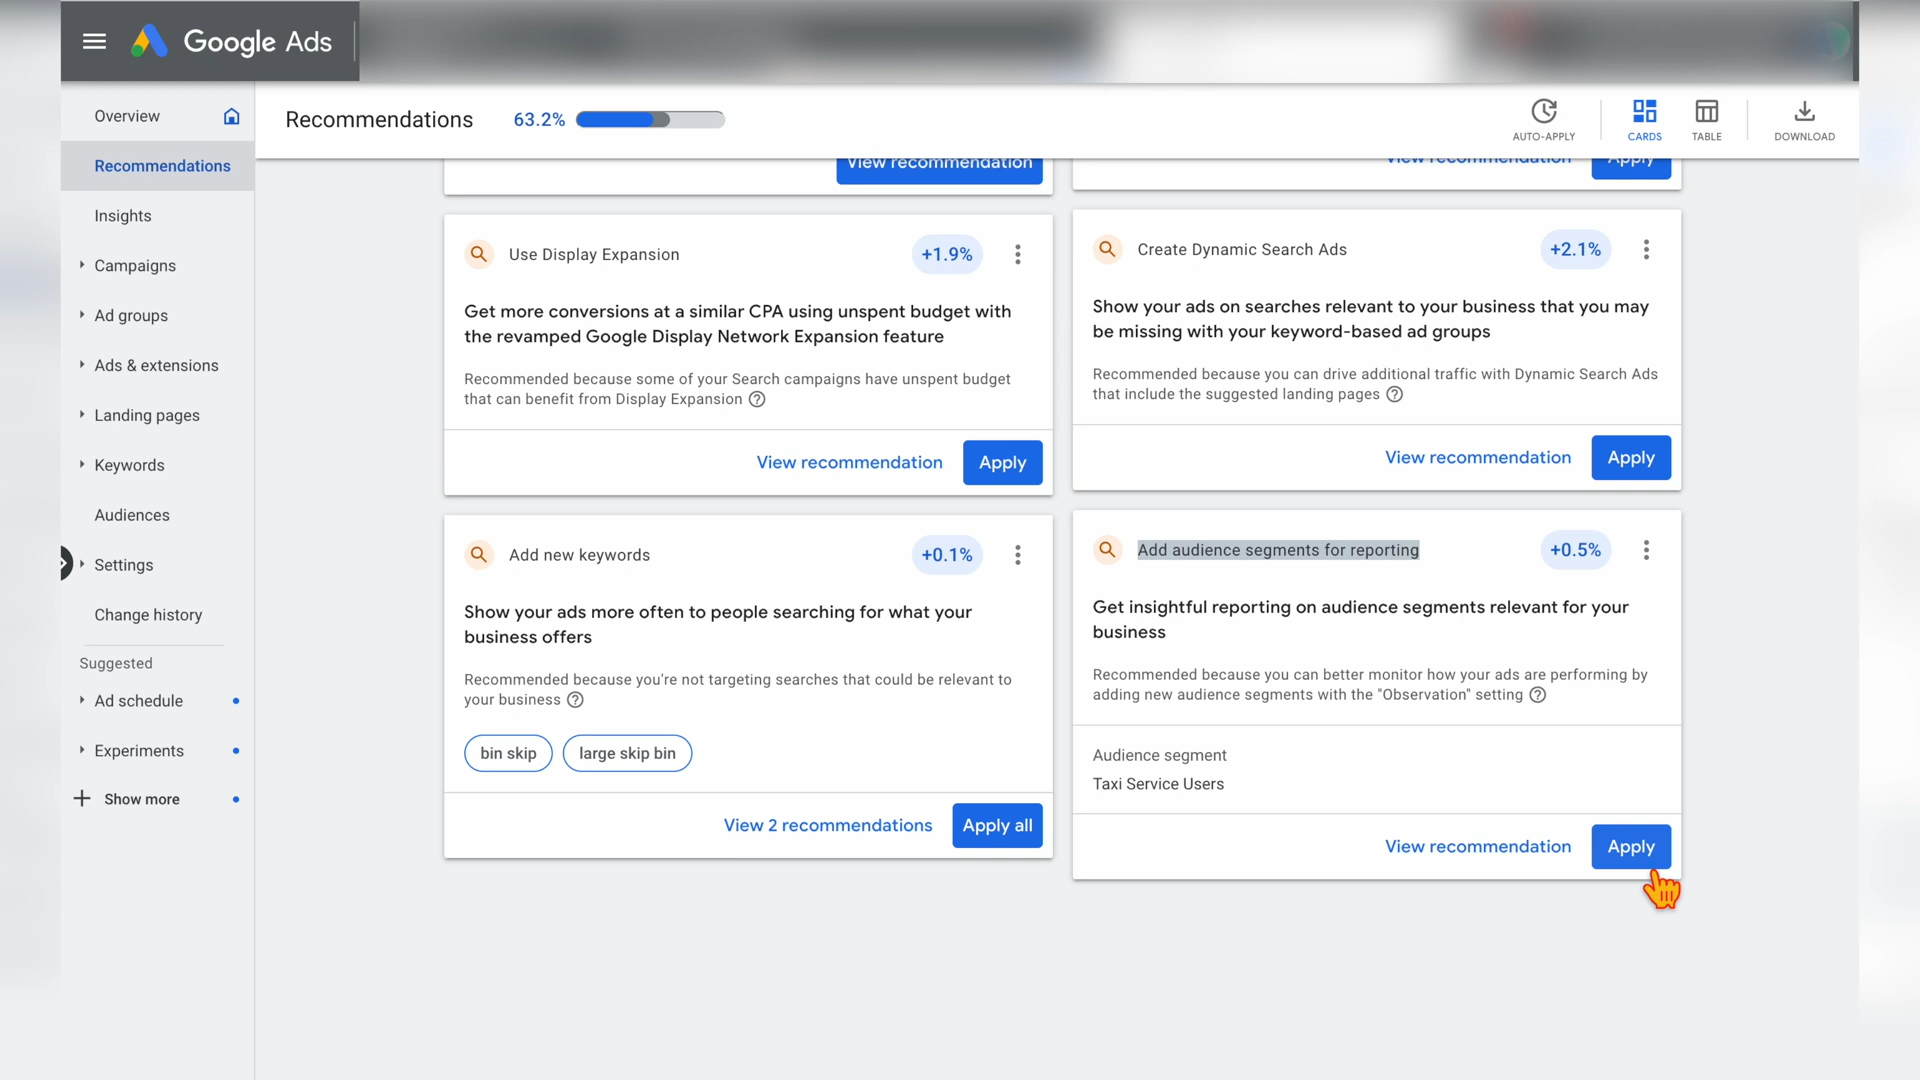 Google Ads
Overview
Recommendations
Insights
Campaigns
Ad groups
Ads & extensions
Landing pages
Keywords
Audiences
Settings
Change history
Suggested
Ad schedule
Experiments
Show more
Recommendations
63.2%
AUTO-APPLY
CARDS
TABLE
DOWNLOAD
View recommendation
View recommendation
Apply
Use Display Expansion
+1.9%
Get more conversions at a similar CPA using unspent budget with
the revamped Google Display Network Expansion feature
Recommended because some of your Search campaigns have unspent budget
that can benefit from Display Expansion
View recommendation
Apply
Create Dynamic Search Ads
+2.1%
Show your ads on searches relevant to your business that you may
be missing with your keyword-based ad groups
Recommended because you can drive additional traffic with Dynamic Search Ads
that include the suggested landing pages
View recommendation
Apply
Add new keywords
+0.1%
Show your ads more often to people searching for what your
business offers
Recommended because you're not targeting searches that could be relevant to
your business
bin skip
large skip bin
View 2 recommendations
Apply all
Add audience segments for reporting
+0.5%
Get insightful reporting on audience segments relevant for your
business
Recommended because you can better monitor how your ads are performing by
adding new audience segments with the "Observation" setting
Audience segment
Taxi Service Users
View recommendation
Apply